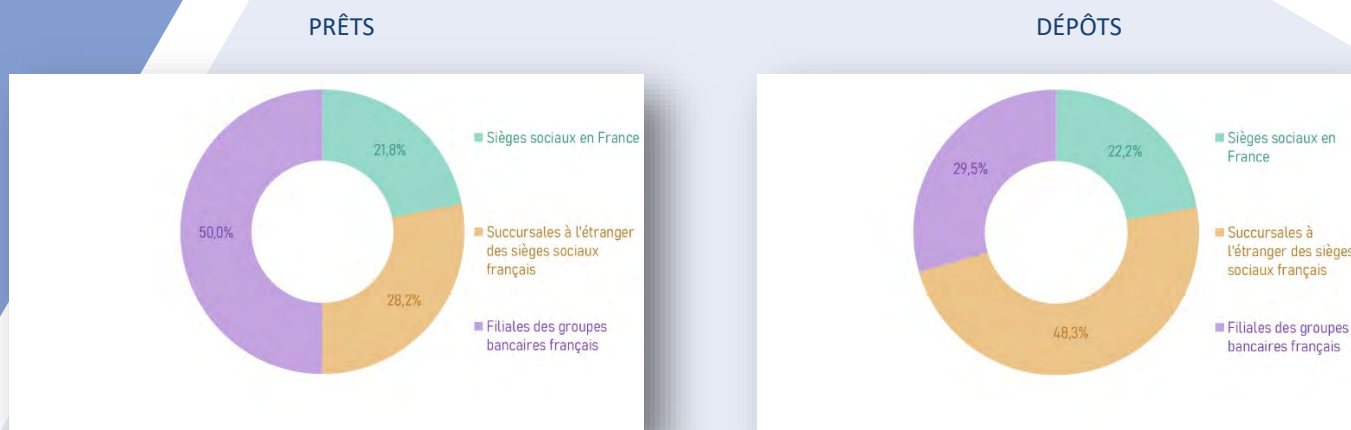 PRÊTS
21,8%
50,0%
28,2%
Sièges sociaux en France
Succursales à l'étranger
des sièges sociaux
français
Filiales des groupes
bancaires français
DÉPÔTS
22,2%
29,5%
48,3%
Sièges sociaux en
France
Succursales à
l'étranger des sièges
sociaux français
Filiales des groupes
bancaires français